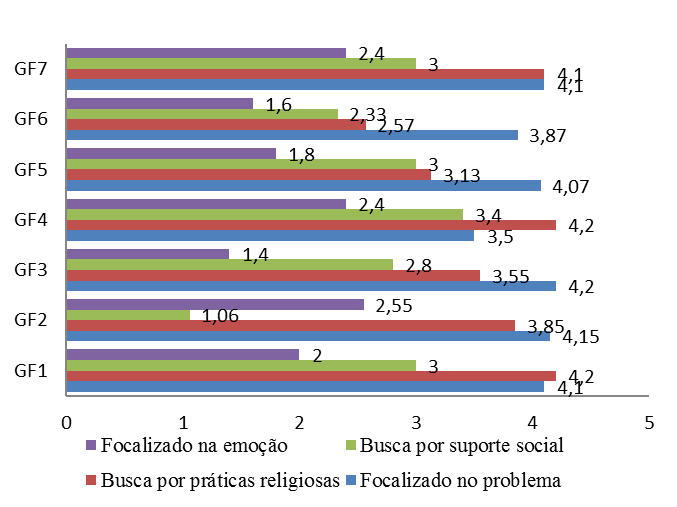 GF7
2,4
3
4,1
4,1
GF6
1,6
2,33
2,57
3,87
GF5
1,8
3
3,13
4,07
GF4
2,4
3,4
4,2
3,5
GF3
1,4
2,8
3,55
4,2
GF2
2,55
1,06
3,85
4,15
GF1
2
3
4,2
4,1
0 1 2 3 4 5
Focalizado na emoção Busca por suporte social
Busca por práticas religiosas Focalizado no problema